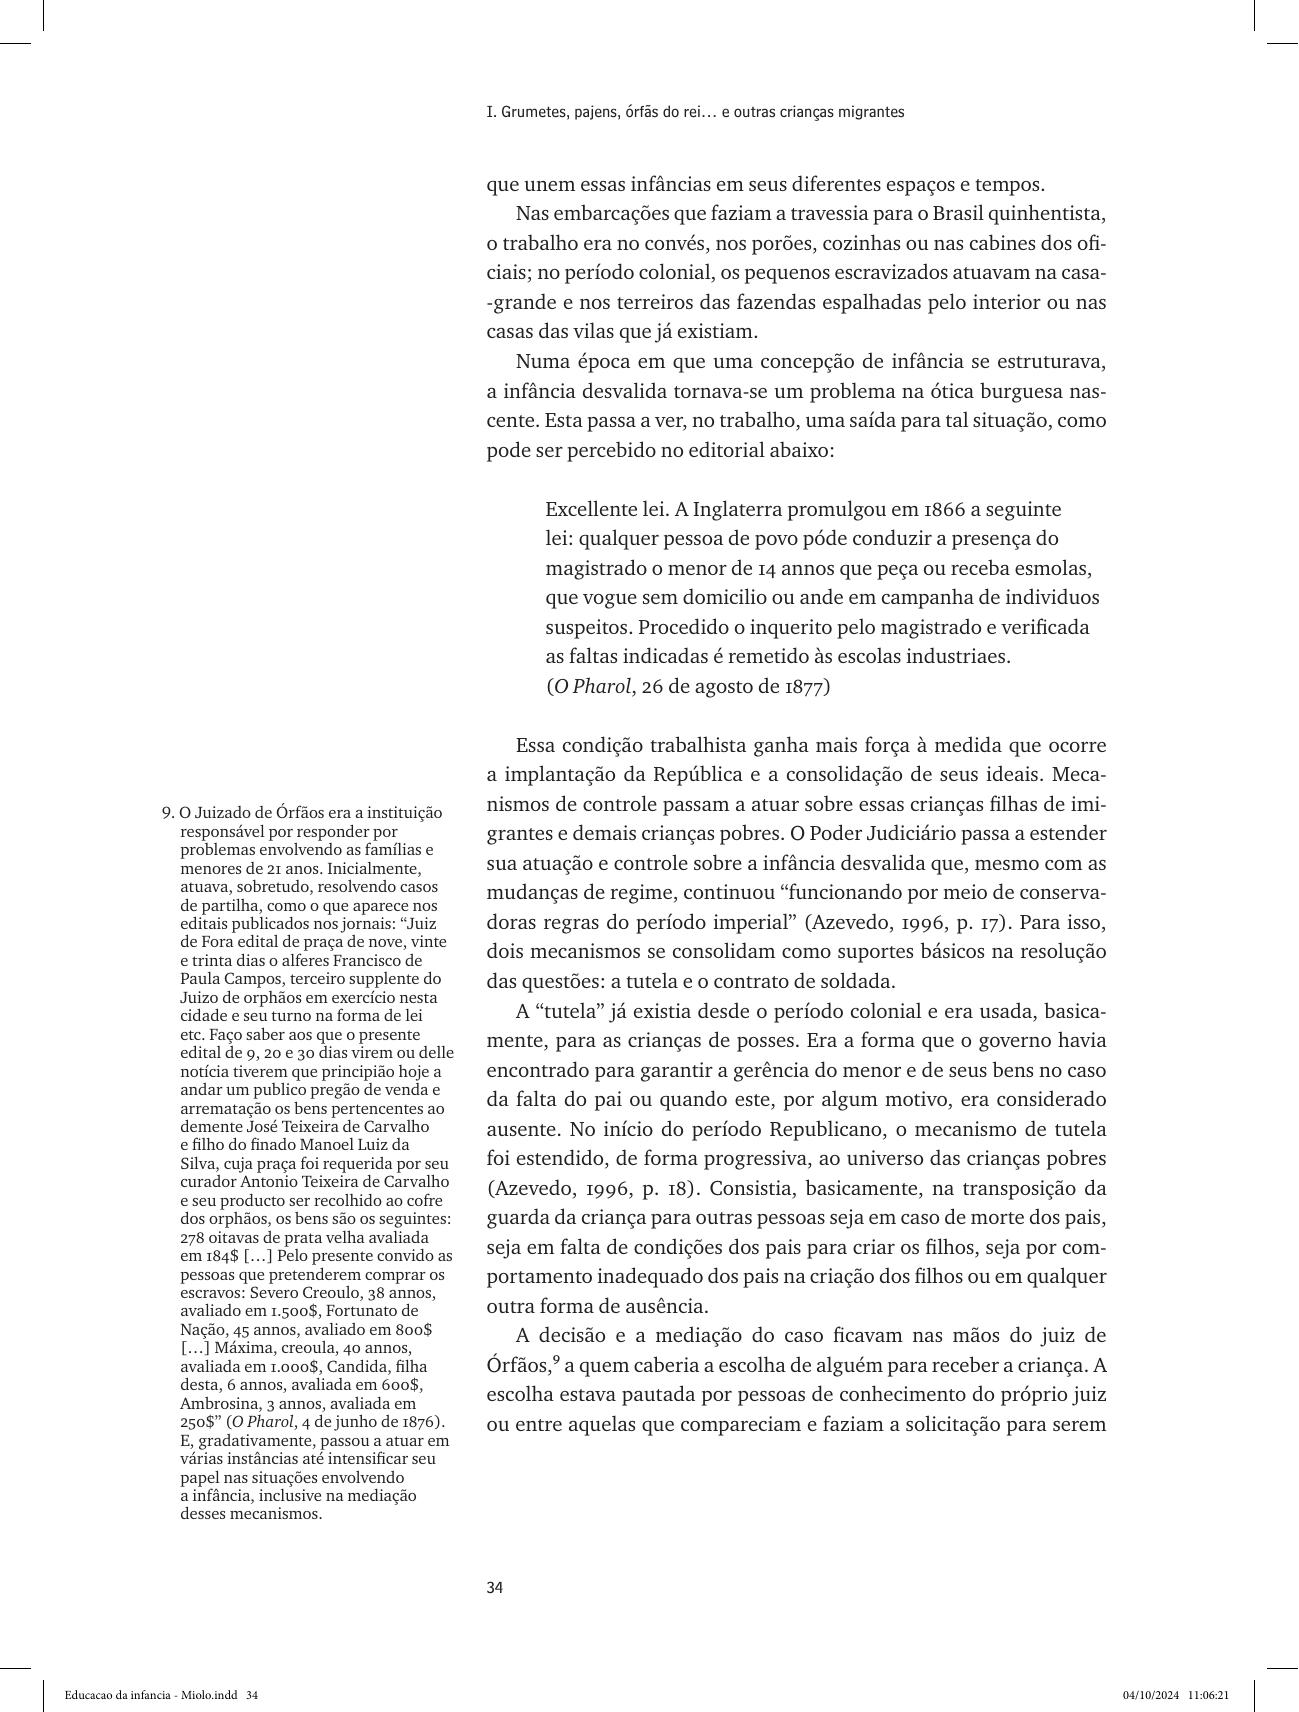 I. Grumetes, pajens, órfãs do rei… e outras crianças migrantes
que unem essas infâncias em seus diferentes espaços e tempos.
Nas embarcações que faziam a travessia para o Brasil quinhentista,
o trabalho era no convés, nos porões, cozinhas ou nas cabines dos ofi-
ciais; no período colonial, os pequenos escravizados atuavam na casa-
-grande e nos terreiros das fazendas espalhadas pelo interior ou nas
casas das vilas que já existiam.
Numa época em que uma concepção de infância se estruturava,
a infância desvalida tornava-se um problema na ótica burguesa nas-
cente. Esta passa a ver, no trabalho, uma saída para tal situação, como
pode ser percebido no editorial abaixo:
Excellente lei. A Inglaterra promulgou em 1866 a seguinte
lei: qualquer pessoa de povo póde conduzir a presença do
magistrado o menor de 14 annos que peça ou receba esmolas,
que vogue sem domicilio ou ande em campanha de individuos
suspeitos. Procedido o inquerito pelo magistrado e verificada
as faltas indicadas é remetido às escolas industriaes.
(O Pharol, 26 de agosto de 1877)
Essa condição trabalhista ganha mais força à medida que ocorre
a implantação da República e a consolidação de seus ideais. Meca-
nismos de controle passam a atuar sobre essas crianças filhas de imi-
grantes e demais crianças pobres. O Poder Judiciário passa a estender
sua atuação e controle sobre a infância desvalida que, mesmo com as
mudanças de regime, continuou “funcionando por meio de conserva-
doras regras do período imperial” (Azevedo, 1996, p. 17). Para isso,
dois mecanismos se consolidam como suportes básicos na resolução
das questões: a tutela e o contrato de soldada.
A “tutela” já existia desde o período colonial e era usada, basica-
mente, para as crianças de posses. Era a forma que o governo havia
encontrado para garantir a gerência do menor e de seus bens no caso
da falta do pai ou quando este, por algum motivo, era considerado
ausente. No início do período Republicano, o mecanismo de tutela
foi estendido, de forma progressiva, ao universo das crianças pobres
(Azevedo, 1996, p. 18). Consistia, basicamente, na transposição da
guarda da criança para outras pessoas seja em caso de morte dos pais,
seja em falta de condições dos pais para criar os filhos, seja por com-
portamento inadequado dos pais na criação dos filhos ou em qualquer
outra forma de ausência.
A decisão e a mediação do caso ficavam nas mãos do juiz de
Órfãos,9 a quem caberia a escolha de alguém para receber a criança. A
escolha estava pautada por pessoas de conhecimento do próprio juiz
ou entre aquelas que compareciam e faziam a solicitação para serem
9. O Juizado de Órfãos era a instituição
responsável por responder por
problemas envolvendo as famílias e
menores de 21 anos. Inicialmente,
atuava, sobretudo, resolvendo casos
de partilha, como o que aparece nos
editais publicados nos jornais: “Juiz
de Fora edital de praça de nove, vinte
e trinta dias o alferes Francisco de
Paula Campos, terceiro supplente do
Juizo de orphãos em exercício nesta
cidade e seu turno na forma de lei
etc. Faço saber aos que o presente
edital de 9, 20 e 30 dias virem ou delle
notícia tiverem que principião hoje a
andar um publico pregão de venda e
arrematação os bens pertencentes ao
demente José Teixeira de Carvalho
e filho do finado Manoel Luiz da
Silva, cuja praça foi requerida por seu
curador Antonio Teixeira de Carvalho
e seu producto ser recolhido ao cofre
dos orphãos, os bens são os seguintes:
278 oitavas de prata velha avaliada
em 184$ […] Pelo presente convido as
pessoas que pretenderem comprar os
escravos: Severo Creoulo, 38 annos,
avaliado em 1.500$, Fortunato de
Nação, 45 annos, avaliado em 800$
[…] Máxima, creoula, 40 annos,
avaliada em 1.000$, Candida, filha
desta, 6 annos, avaliada em 600$,
Ambrosina, 3 annos, avaliada em
250$” (O Pharol, 4 de junho de 1876).
E, gradativamente, passou a atuar em
várias instâncias até intensificar seu
papel nas situações envolvendo
a infância, inclusive na mediação
desses mecanismos.
34
Educacao da infancia - Miolo.indd 34
04/10/2024 11:06:21